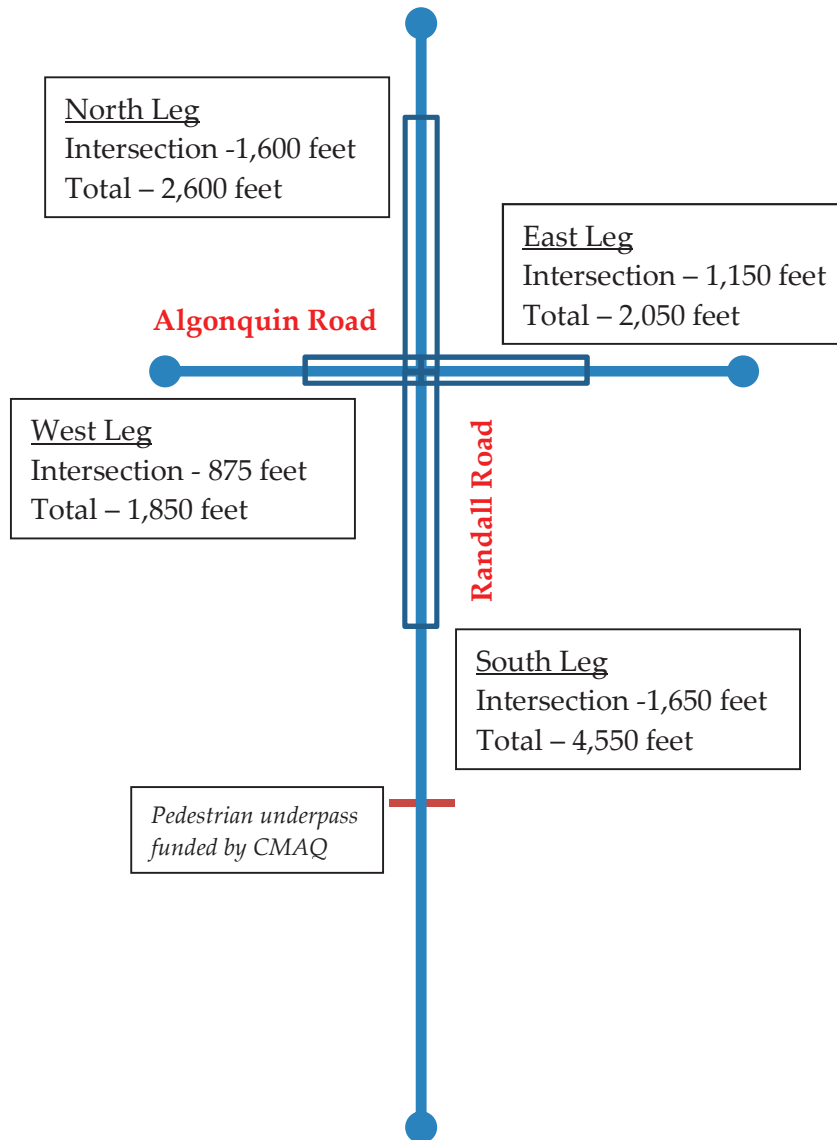 North Leg
Intersection -1,600 feet
Total – 2,600 feet
East Leg
Intersection – 1,150 feet
Total – 2,050 feet
Algonquin Road
West Leg
Intersection - 875 feet
Total – 1,850 feet
Randall Road
South Leg
Intersection -1,650 feet
Total – 4,550 feet
Pedestrian underpass
funded by CMAQ